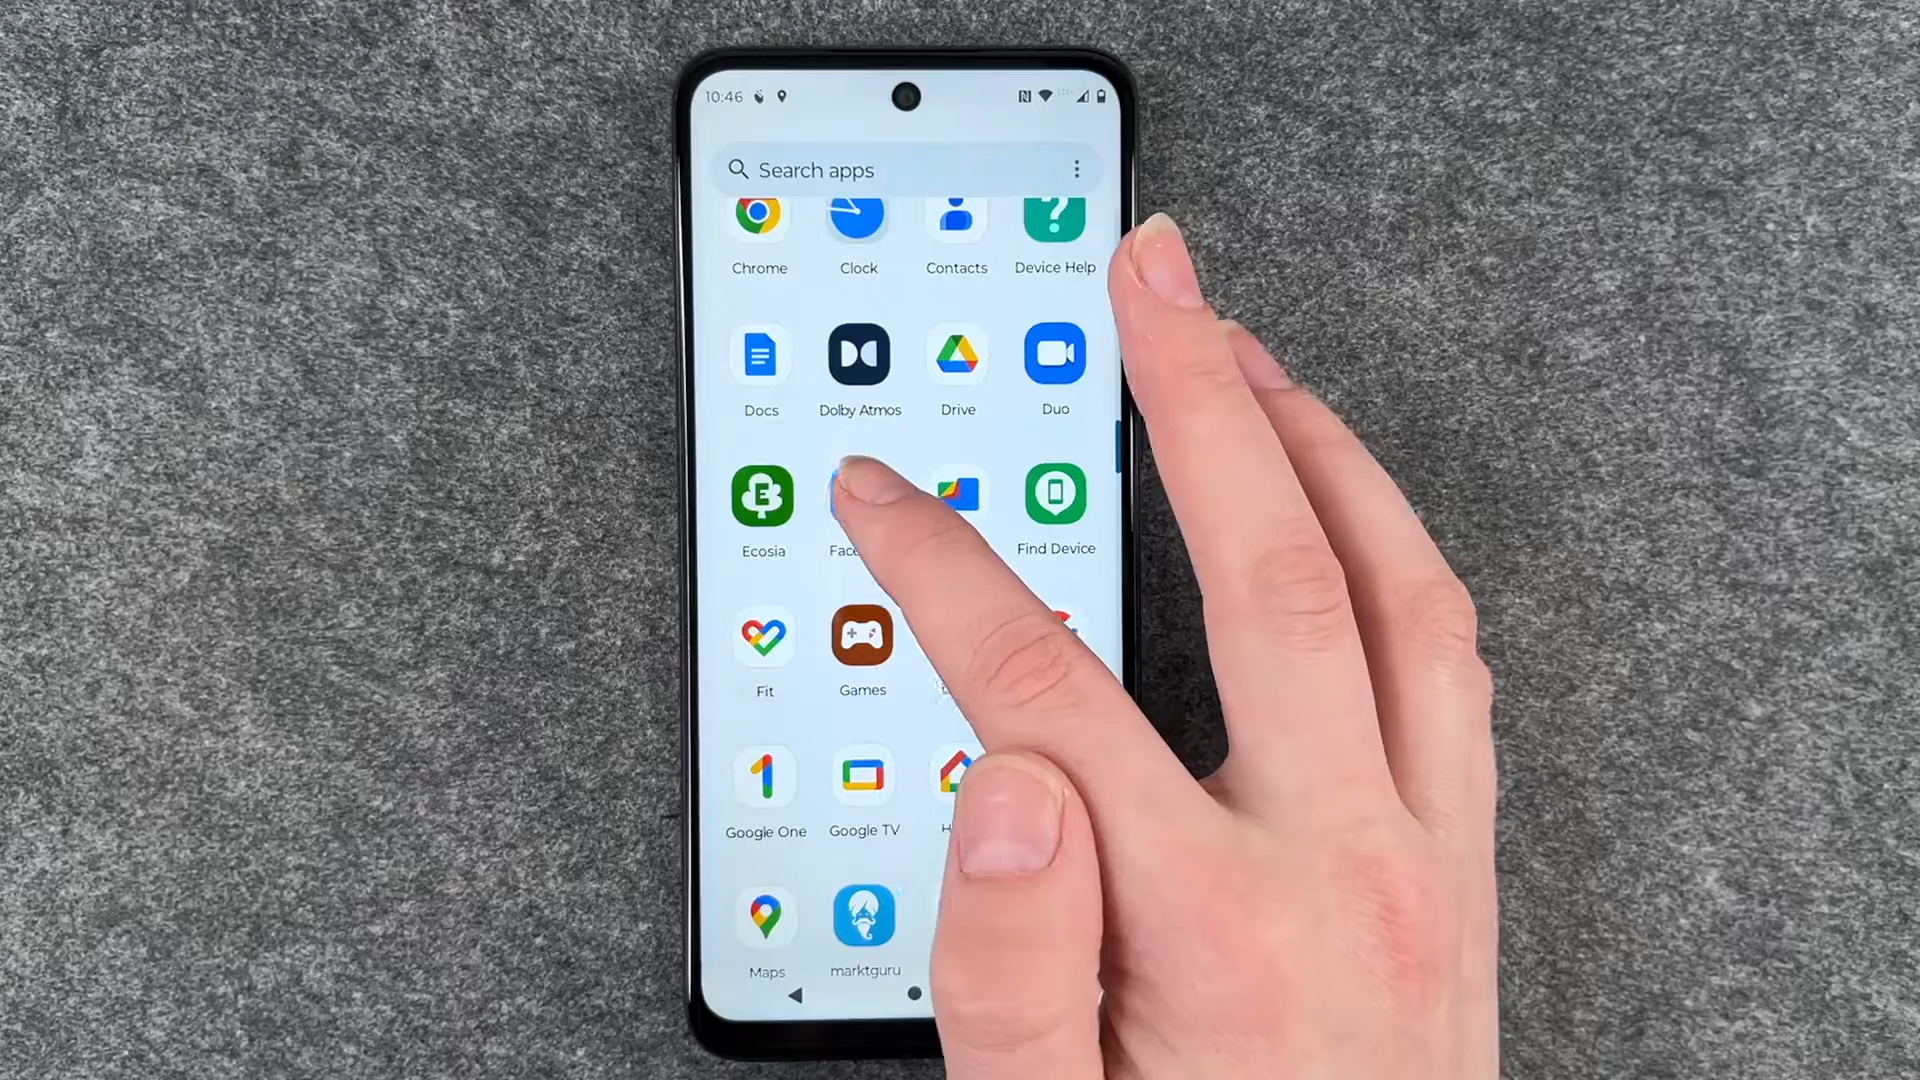 10:46
Search apps
Chrome Clock Contacts Device Help
Docs Dolby Atmos Drive Duo
Ecosia Face Find Device
Fit Games
Google One Google TV H
Maps marktguru